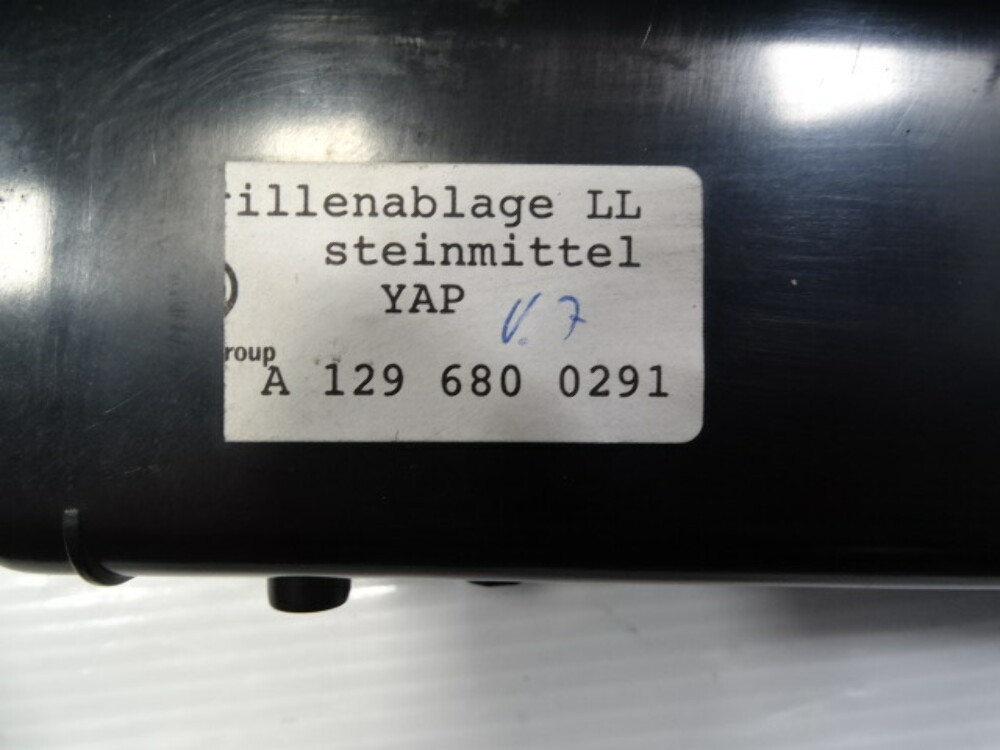 rillenablage LL
steinmittel
YAP V.7
roup
A 129 680 0291